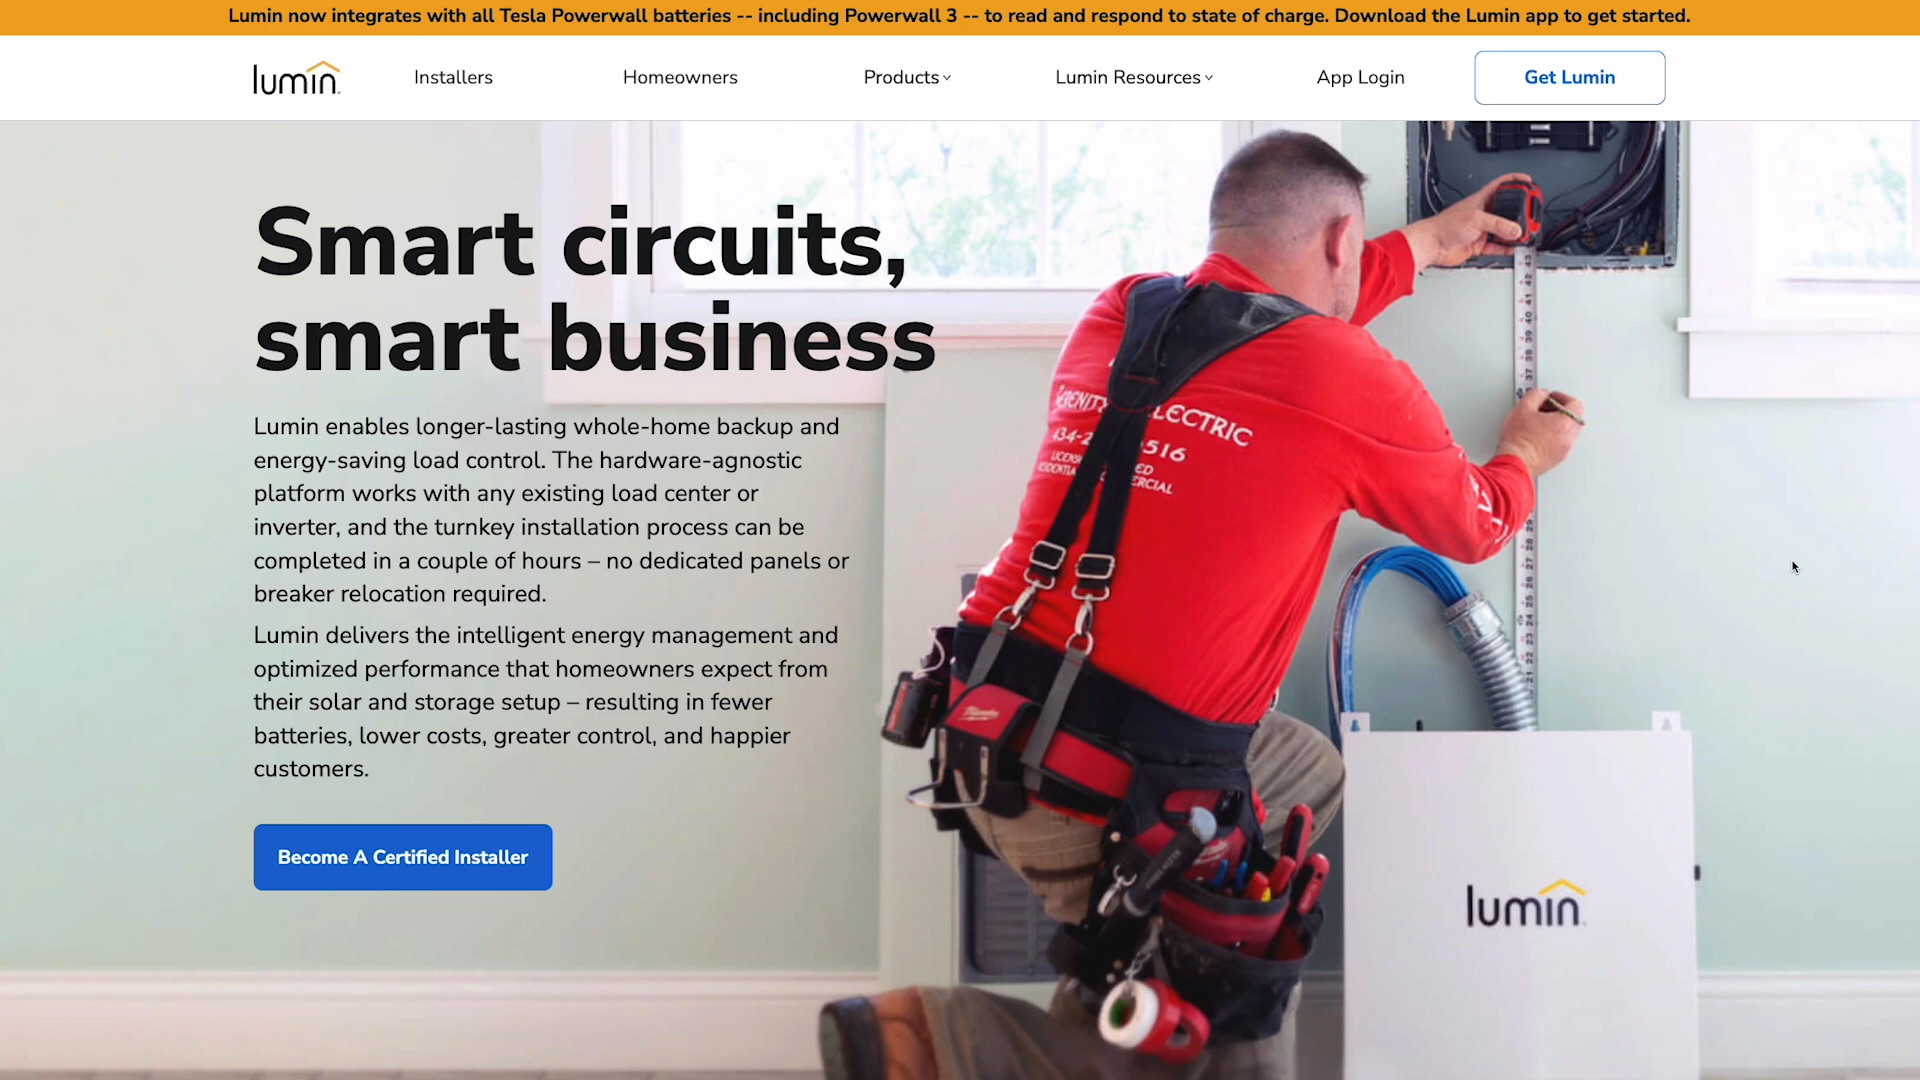 Lumin now integrates with all Tesla Powerwall batteries -- including Powerwall 3 -- to read and respond to state of charge. Download the Lumin app to get started.
lumin
Installers
Homeowners
Products
Lumin Resources
App Login
Get Lumin
Smart circuits,
smart business
Lumin enables longer-lasting whole-home backup and
energy-saving load control. The hardware-agnostic
platform works with any existing load center or
inverter, and the turnkey installation process can be
completed in a couple of hours – no dedicated panels or
breaker relocation required.
Lumin delivers the intelligent energy management and
optimized performance that homeowners expect from
their solar and storage setup – resulting in fewer
batteries, lower costs, greater control, and happier
customers.
Become A Certified Installer
lumin